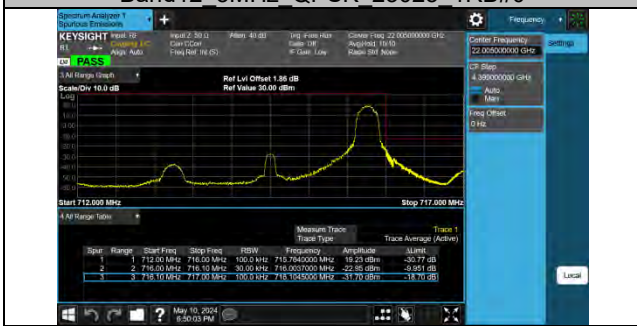 Spectrum Analyzer 1
Spurious Emissions
Frequency
Settings
KEYSIGHT Input: RF
Coupling: DC
Align: Auto
Input Z: 50 Ω
Corr CCorr
Freq Ref: Int (S)
Atten: 40 dB
Trig: Free Run
Gate: Off
IF Gain: Low
Center Freq: 22.005000000 GHz
Avg|Hold: 10/10
Radio Std: None
PASS
Center Frequency
22.005000000 GHz
CF Step
4.399000000 GHz
Auto
Man
Freq Offset
0 Hz
Local
3 All Range Graph
Scale/Div 10.0 dB
Ref Lvl Offset 1.85 dB
Ref Value 30.00 dBm
Log
Start 712.000 MHz
Stop 717.000 MHz
4 All Range Table
Measure Trace Trace 1
Trace Type Trace Average (Active)
Spur Range Start Freq Stop Freq RBW Frequency Amplitude ΔLimit
1 1 712.00 MHz 716.00 MHz 100.0 kHz 715.7840000 MHz 19.23 dBm -30.77 dB
2 2 716.00 MHz 716.10 MHz 30.00 kHz 716.0037000 MHz -22.95 dBm -9.951 dB
3 3 716.10 MHz 717.00 MHz 100.0 kHz 716.1045000 MHz -31.70 dBm -18.70 dB
May 10, 2024
6:50:03 PM